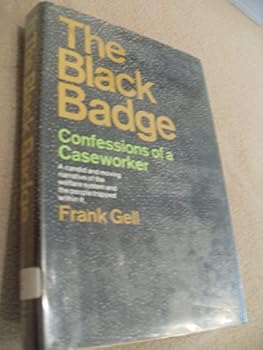 The
Black
Badge
Confessions of a
Caseworker
A candid and moving
narrative of the
welfare system and
the people trapped
within it.
Frank Gell